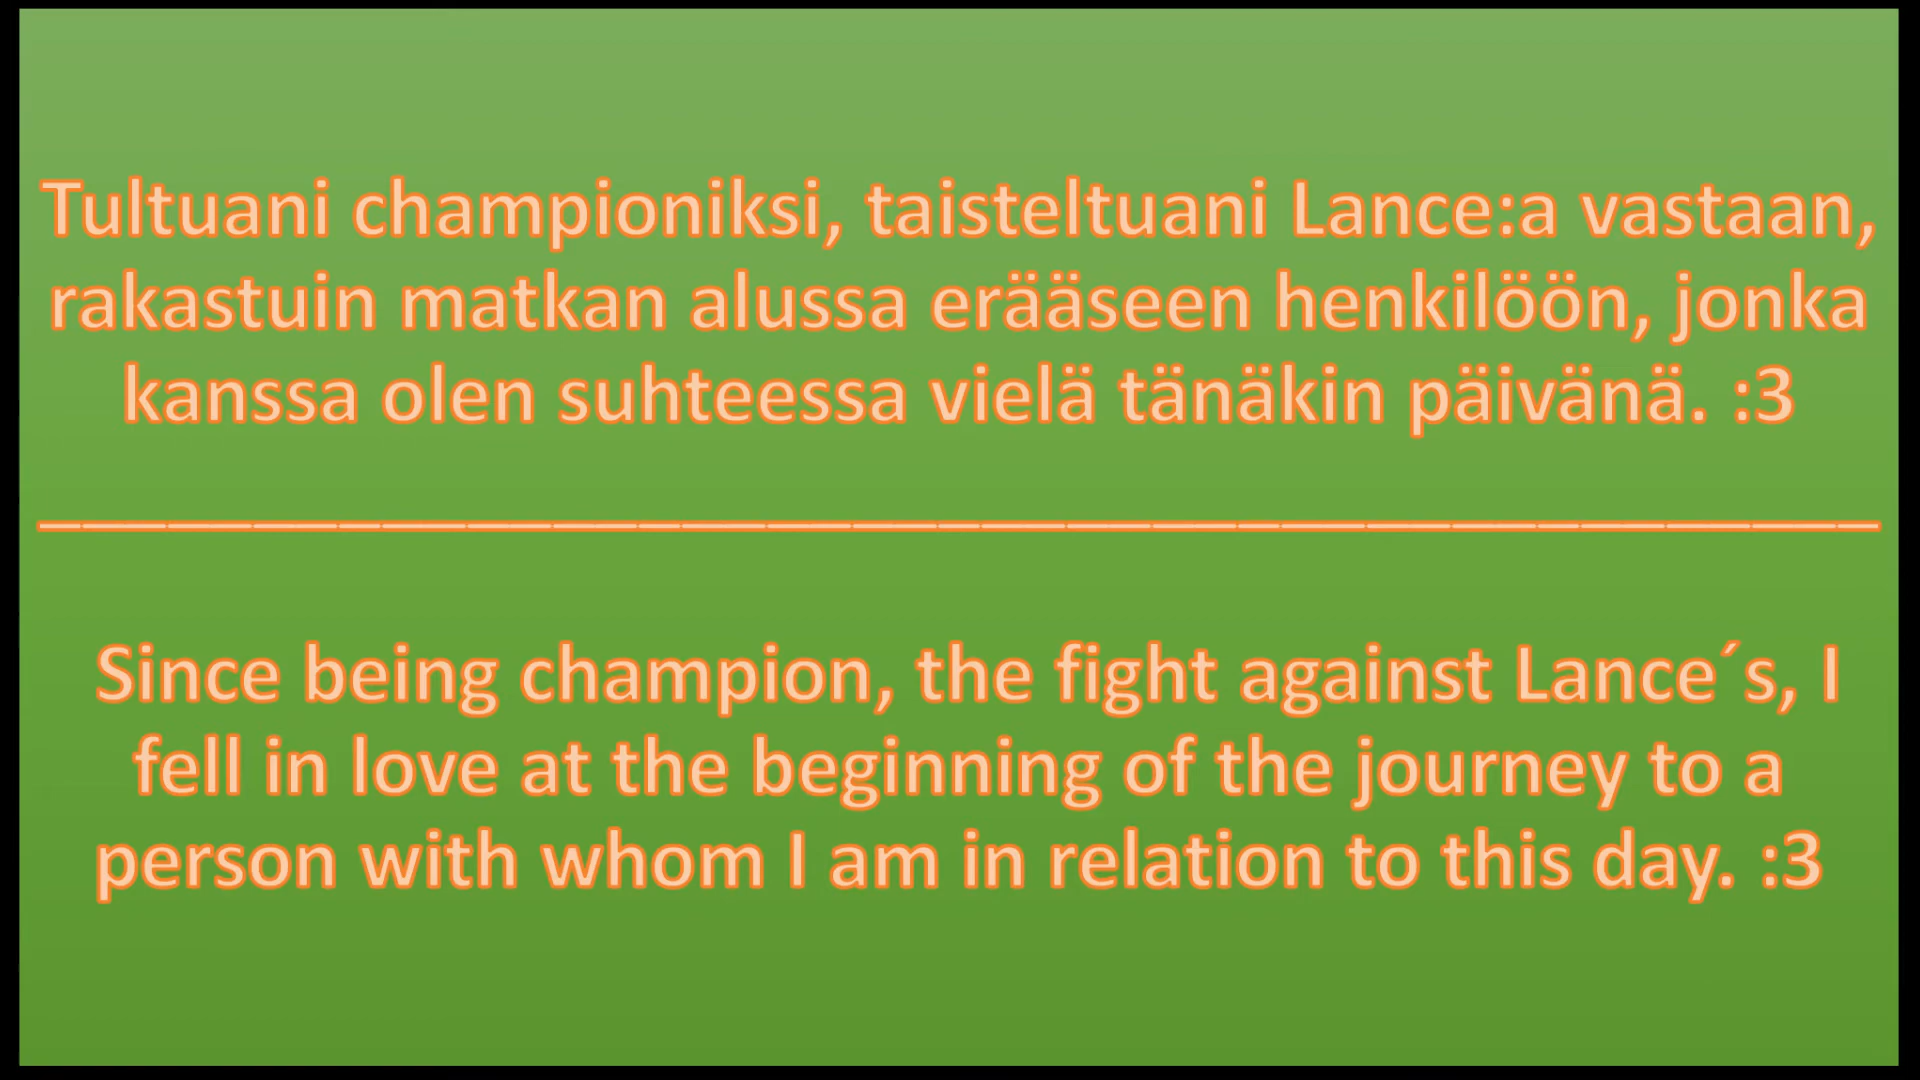 Tultuani championiksi, taisteltuani Lance:a vastaan,
rakastuin matkan alussa erääseen henkilöön, jonka
kanssa olen suhteessa vielä tänäkin päivänä. :3
Since being champion, the fight against Lance´s, I
fell in love at the beginning of the journey to a
person with whom I am in relation to this day. :3